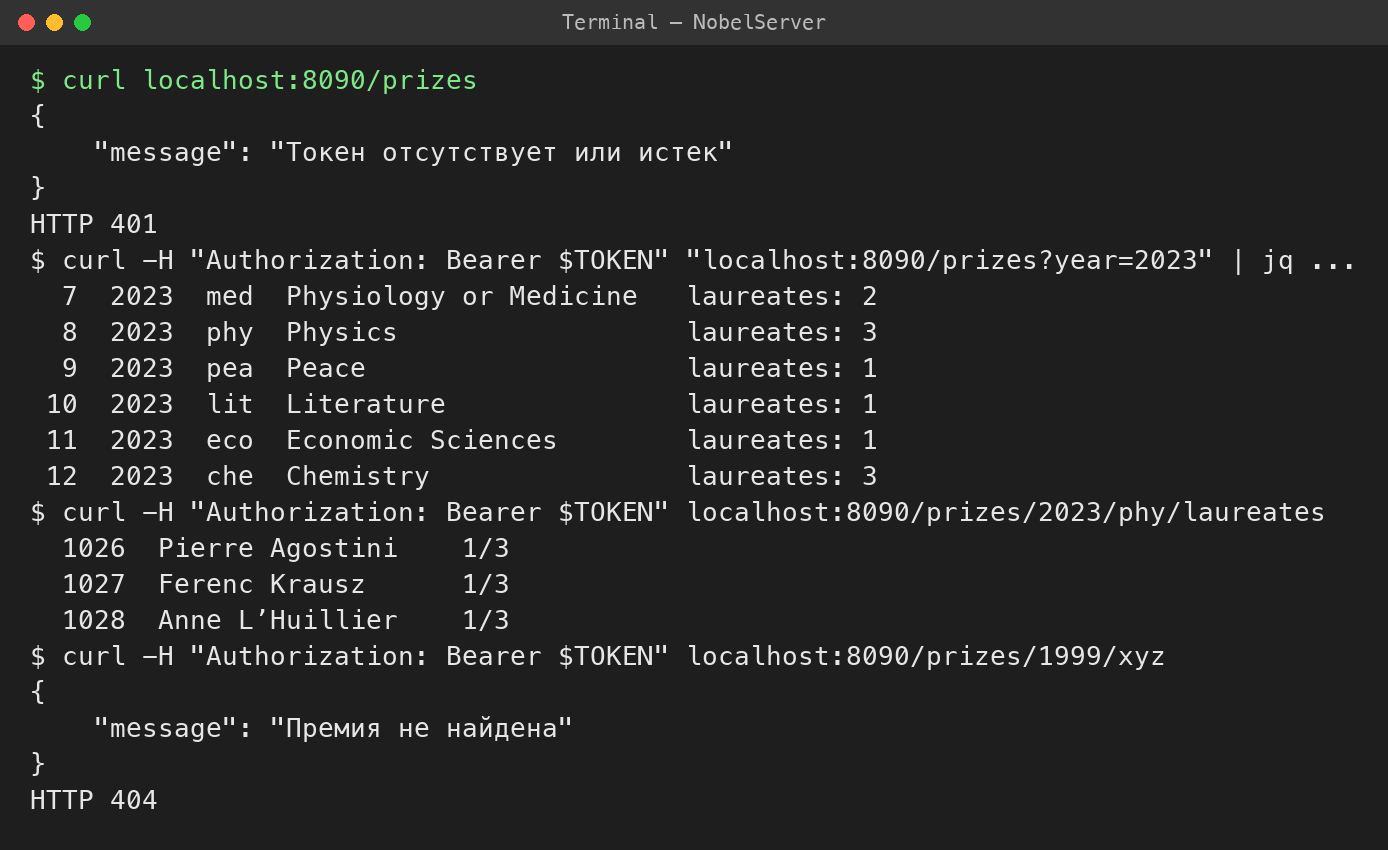 Terminal — NobelServer
$ curl localhost:8090/prizes
{
    "message": "Токен отсутствует или истек"
}
HTTP 401
$ curl -H "Authorization: Bearer $TOKEN" "localhost:8090/prizes?year=2023" | jq ...
  7  2023  med  Physiology or Medicine   laureates: 2
  8  2023  phy  Physics                  laureates: 3
  9  2023  pea  Peace                    laureates: 1
 10  2023  lit  Literature               laureates: 1
 11  2023  eco  Economic Sciences        laureates: 1
 12  2023  che  Chemistry                laureates: 3
$ curl -H "Authorization: Bearer $TOKEN" localhost:8090/prizes/2023/phy/laureates
  1026  Pierre Agostini    1/3
  1027  Ferenc Krausz      1/3
  1028  Anne L’Huillier    1/3
$ curl -H "Authorization: Bearer $TOKEN" localhost:8090/prizes/1999/xyz
{
    "message": "Премия не найдена"
}
HTTP 404